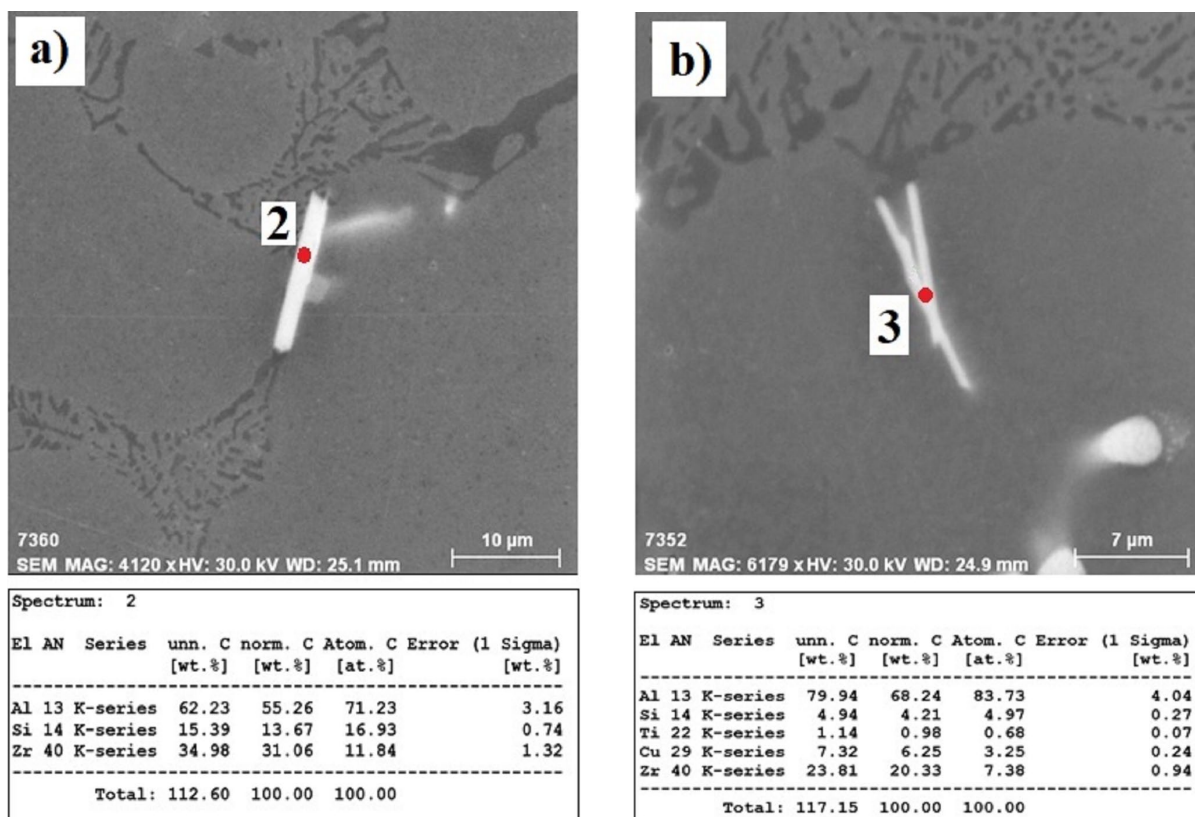 a)
2
7360
10 µm
SEM MAG: 4120 x HV: 30.0 kV WD: 25.1 mm
Spectrum: 2
El AN Series unn. C norm. C Atom. C Error (1 Sigma)
[wt.%] [wt.%] [at.%] [wt.%]
Al 13 K-series 62.23 55.26 71.23 3.16
Si 14 K-series 15.39 13.67 16.93 0.74
Zr 40 K-series 34.98 31.06 11.84 1.32
Total: 112.60 100.00 100.00
b)
3
7352
7 µm
SEM MAG: 6179 x HV: 30.0 kV WD: 24.9 mm
Spectrum: 3
El AN Series unn. C norm. C Atom. C Error (1 Sigma)
[wt.%] [wt.%] [at.%] [wt.%]
Al 13 K-series 79.94 68.24 83.73 4.04
Si 14 K-series 4.94 4.21 4.97 0.27
Ti 22 K-series 1.14 0.98 0.68 0.07
Cu 29 K-series 7.32 6.25 3.25 0.24
Zr 40 K-series 23.81 20.33 7.38 0.94
Total: 117.15 100.00 100.00